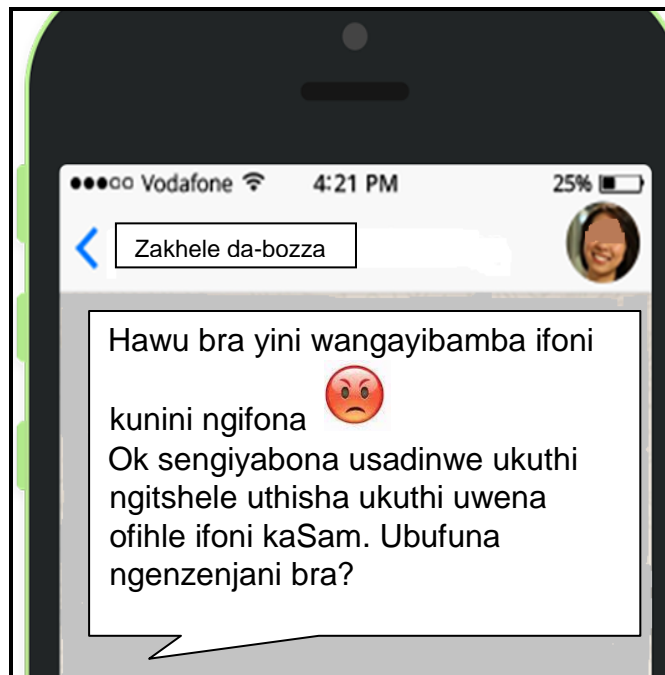 Vodafone 4:21 PM 25%
Zakhele da-bozza
Hawu bra yini wangayibamba ifoni
kunini ngifona
Ok sengiyabona usadinwe ukuthi
ngitshele uthisha ukuthi uwena
ofihle ifoni kaSam. Ubufuna
ngenzenjani bra?